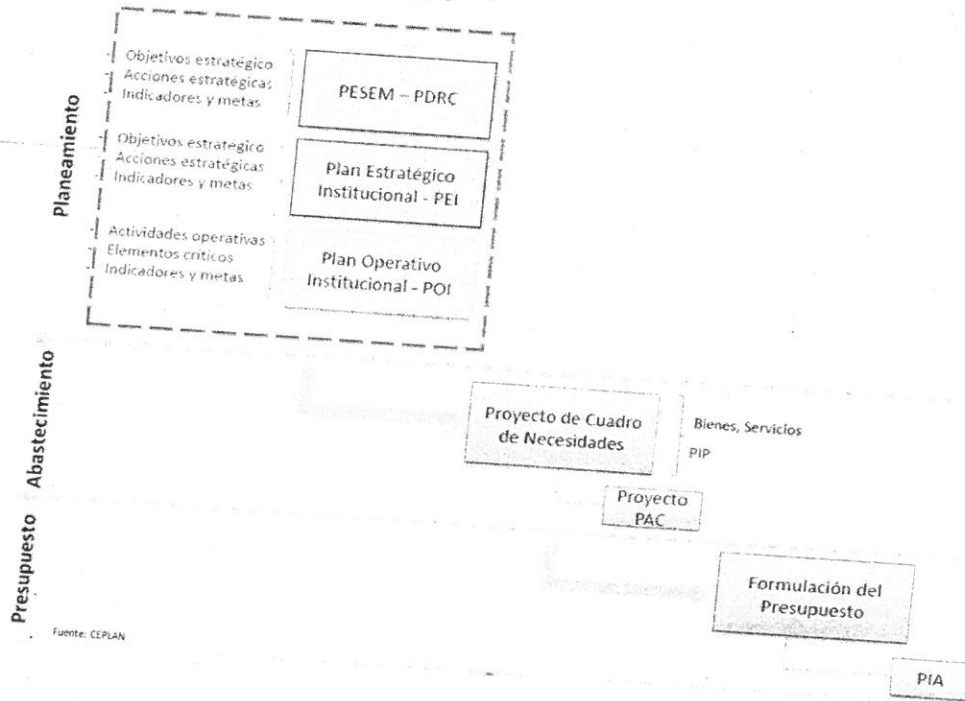 Planeamiento
Objetivos estratégico
Acciones estratégicas
Indicadores y metas
PESEM – PDRC
Objetivos estratégico
Acciones estratégicas
Indicadores y metas
Plan Estratégico
Institucional - PEI
Actividades operativas
Elementos críticos
Indicadores y metas
Plan Operativo
Institucional - POI
Abastecimiento
Proyecto de Cuadro
de Necesidades
Bienes, Servicios
PIP
Proyecto
PAC
Presupuesto
Formulación del
Presupuesto
PIA
Fuente: CEPLAN